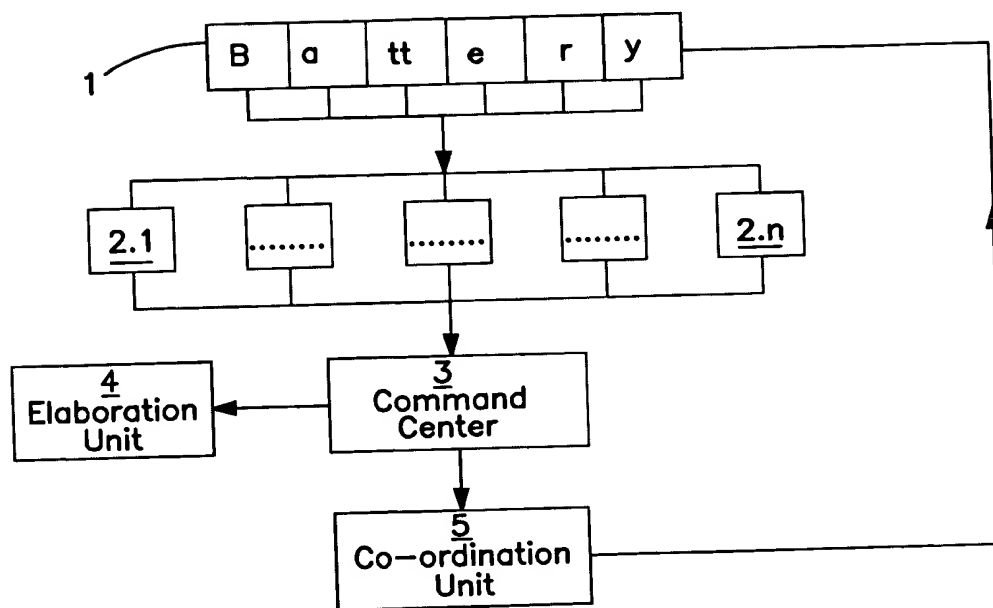 B a tt e r y
1
2.1 ........ ........ ........ 2.n
3
Command
Center
4
Elaboration
Unit
5
Co-ordination
Unit